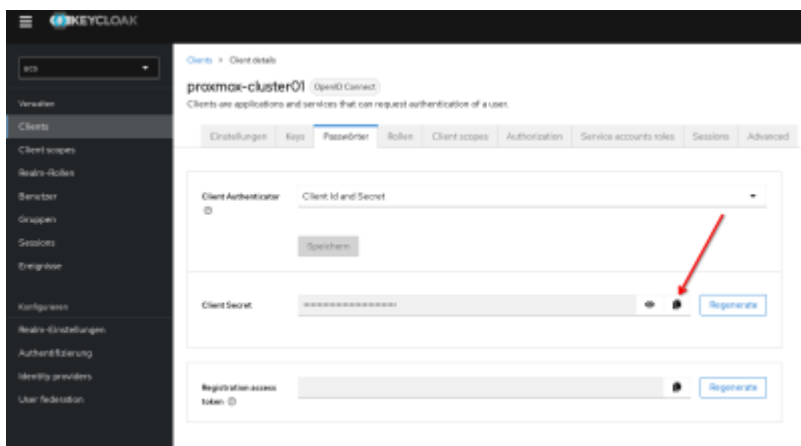 KEYCLOAK
Clients > Client details
proxmox-cluster01 OpenID Connect
Clients are applications and services that can request authentication of a user.
Verwalten
Clients
Client scopes
Realm-Rollen
Benutzer
Gruppen
Sessions
Ereignisse
Konfigurieren
Realm-Einstellungen
Authentifizierung
Identity providers
User federation
Einstellungen Keys Passwörter Rollen Client scopes Authorization Service accounts roles Sessions Advanced
Client Authenticator Client Id and Secret
Speichern
Client Secret Regenerate
Registration access token Regenerate